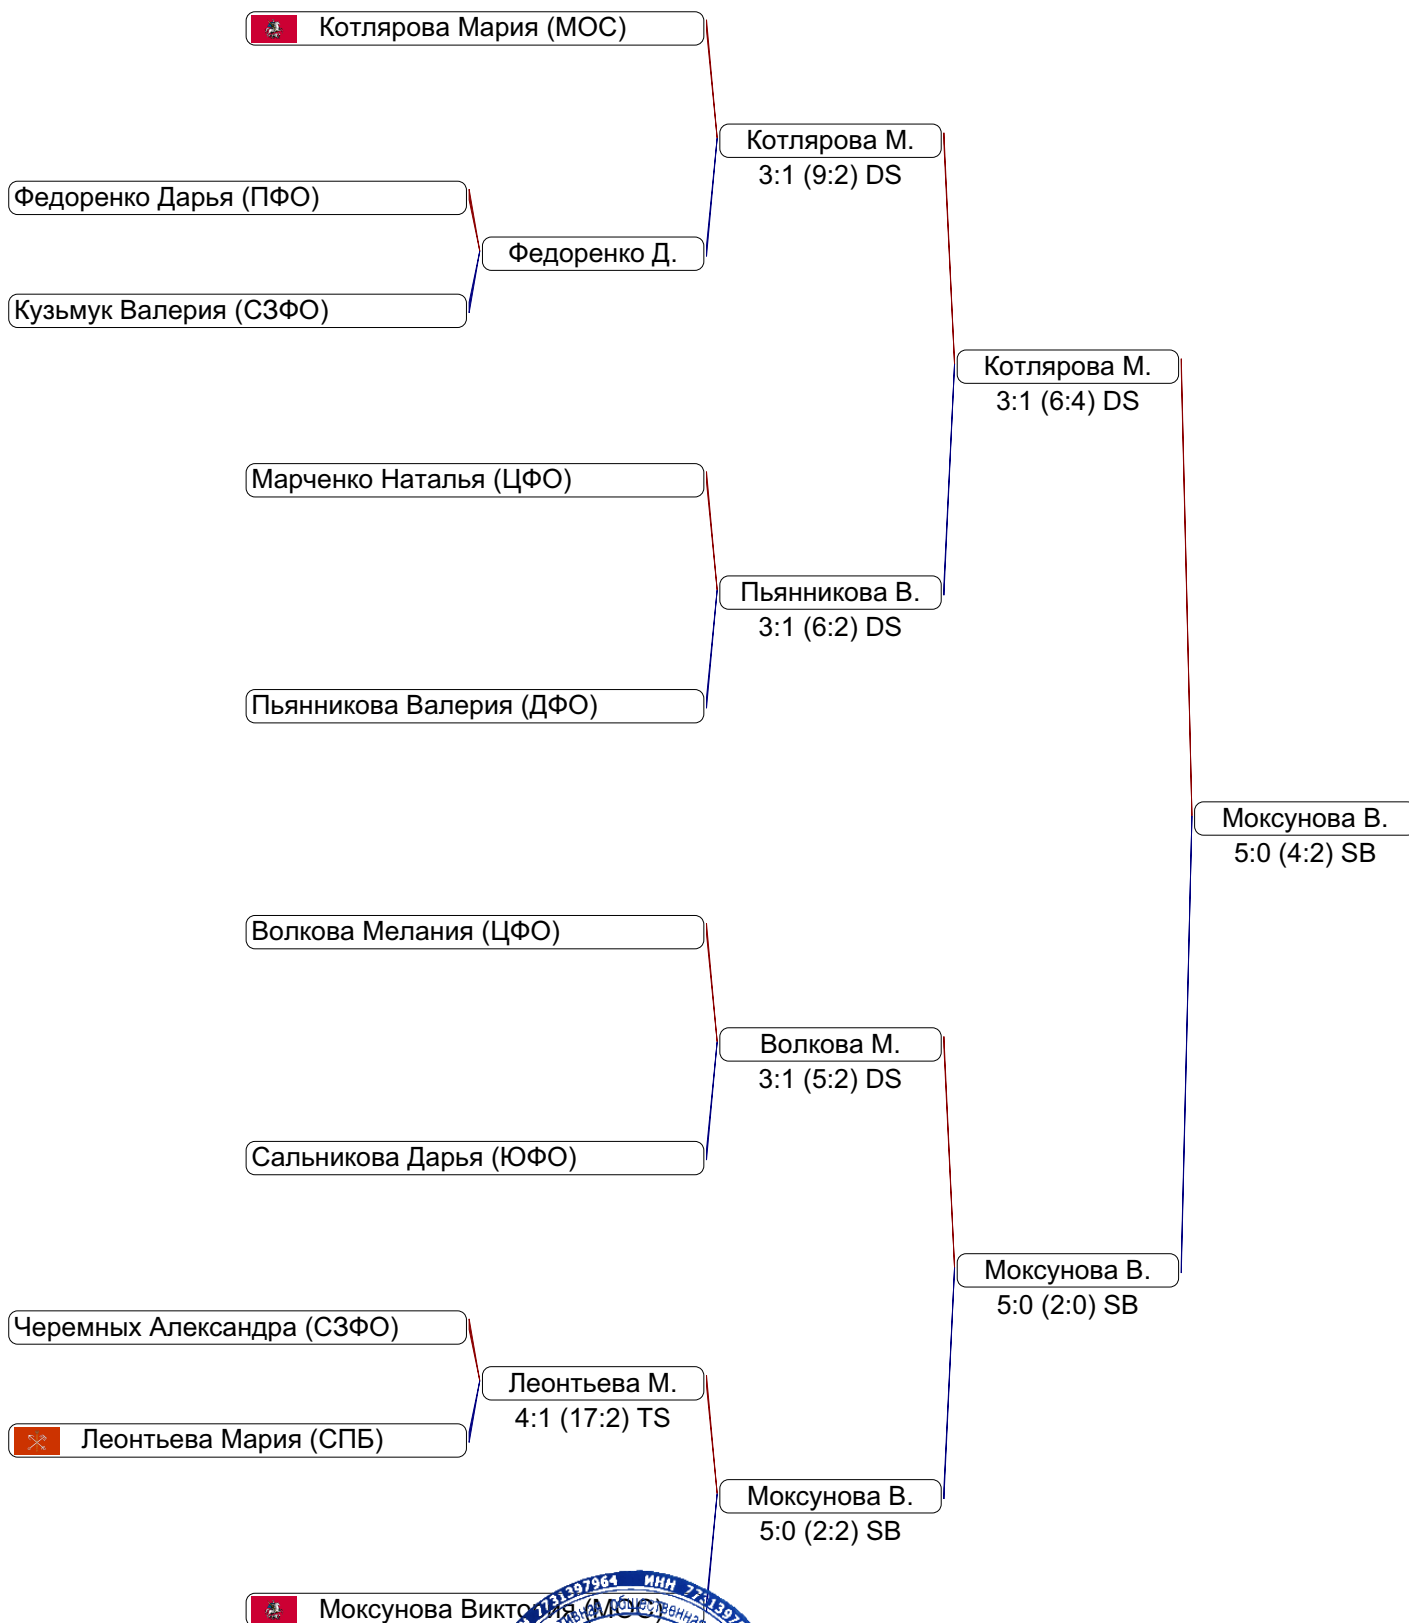 Котлярова Мария (МОС)
Котлярова М.
3:1 (9:2) DS
Федоренко Дарья (ПФО)
Федоренко Д.
Кузьмук Валерия (СЗФО)
Котлярова М.
3:1 (6:4) DS
Марченко Наталья (ЦФО)
Пьянникова В.
3:1 (6:2) DS
Пьянникова Валерия (ДФО)
Моксунова В.
5:0 (4:2) SB
Волкова Мелания (ЦФО)
Волкова М.
3:1 (5:2) DS
Сальникова Дарья (ЮФО)
Моксунова В.
5:0 (2:0) SB
Черемных Александра (СЗФО)
Леонтьева М.
4:1 (17:2) TS
Леонтьева Мария (СПБ)
Моксунова В.
5:0 (2:2) SB
Моксунова Виктория (МОС)
ИНН
общественная